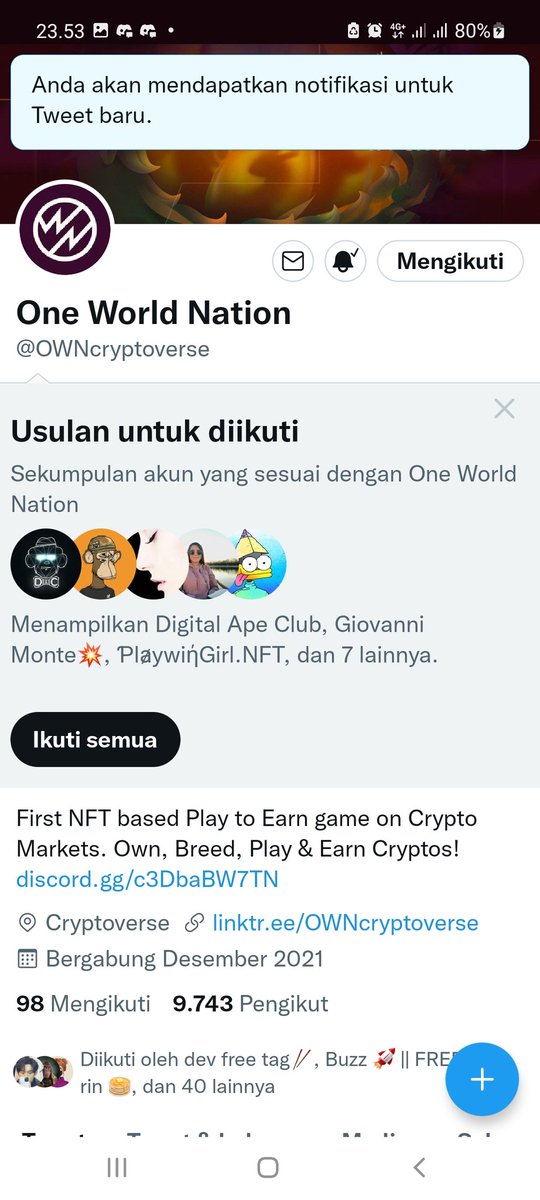 23.53 4G+ 80%
Anda akan mendapatkan notifikasi untuk
Tweet baru.
Mengikuti
One World Nation
@OWNcryptoverse
Usulan untuk diikuti
Sekumpulan akun yang sesuai dengan One World
Nation
D C
Menampilkan Digital Ape Club, Giovanni
Monte💥, ƤlⱥywiήGirl.NFT, dan 7 lainnya.
Ikuti semua
First NFT based Play to Earn game on Crypto
Markets. Own, Breed, Play & Earn Cryptos!
discord.gg/c3DbaBW7TN
Cryptoverse linktr.ee/OWNcryptoverse
Bergabung Desember 2021
98 Mengikuti 9.743 Pengikut
Diikuti oleh dev free tag🥢, Buzz 🚀 || FREE
rin 🥞, dan 40 lainnya